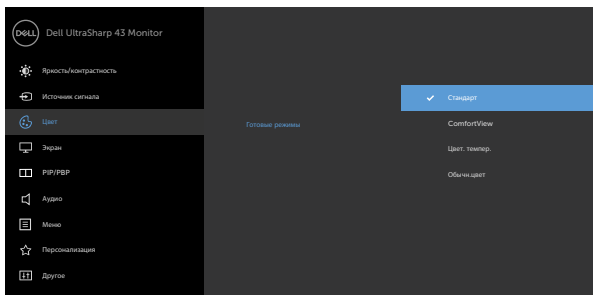 DELL Dell UltraSharp 43 Monitor
Яркость/контрастность
Источник сигнала
Стандарт
Цвет
Готовые режимы
ComfortView
Экран
Цвет. темпер.
PIP/PBP
Обычн.цвет
Аудио
Меню
Персонализация
Другое